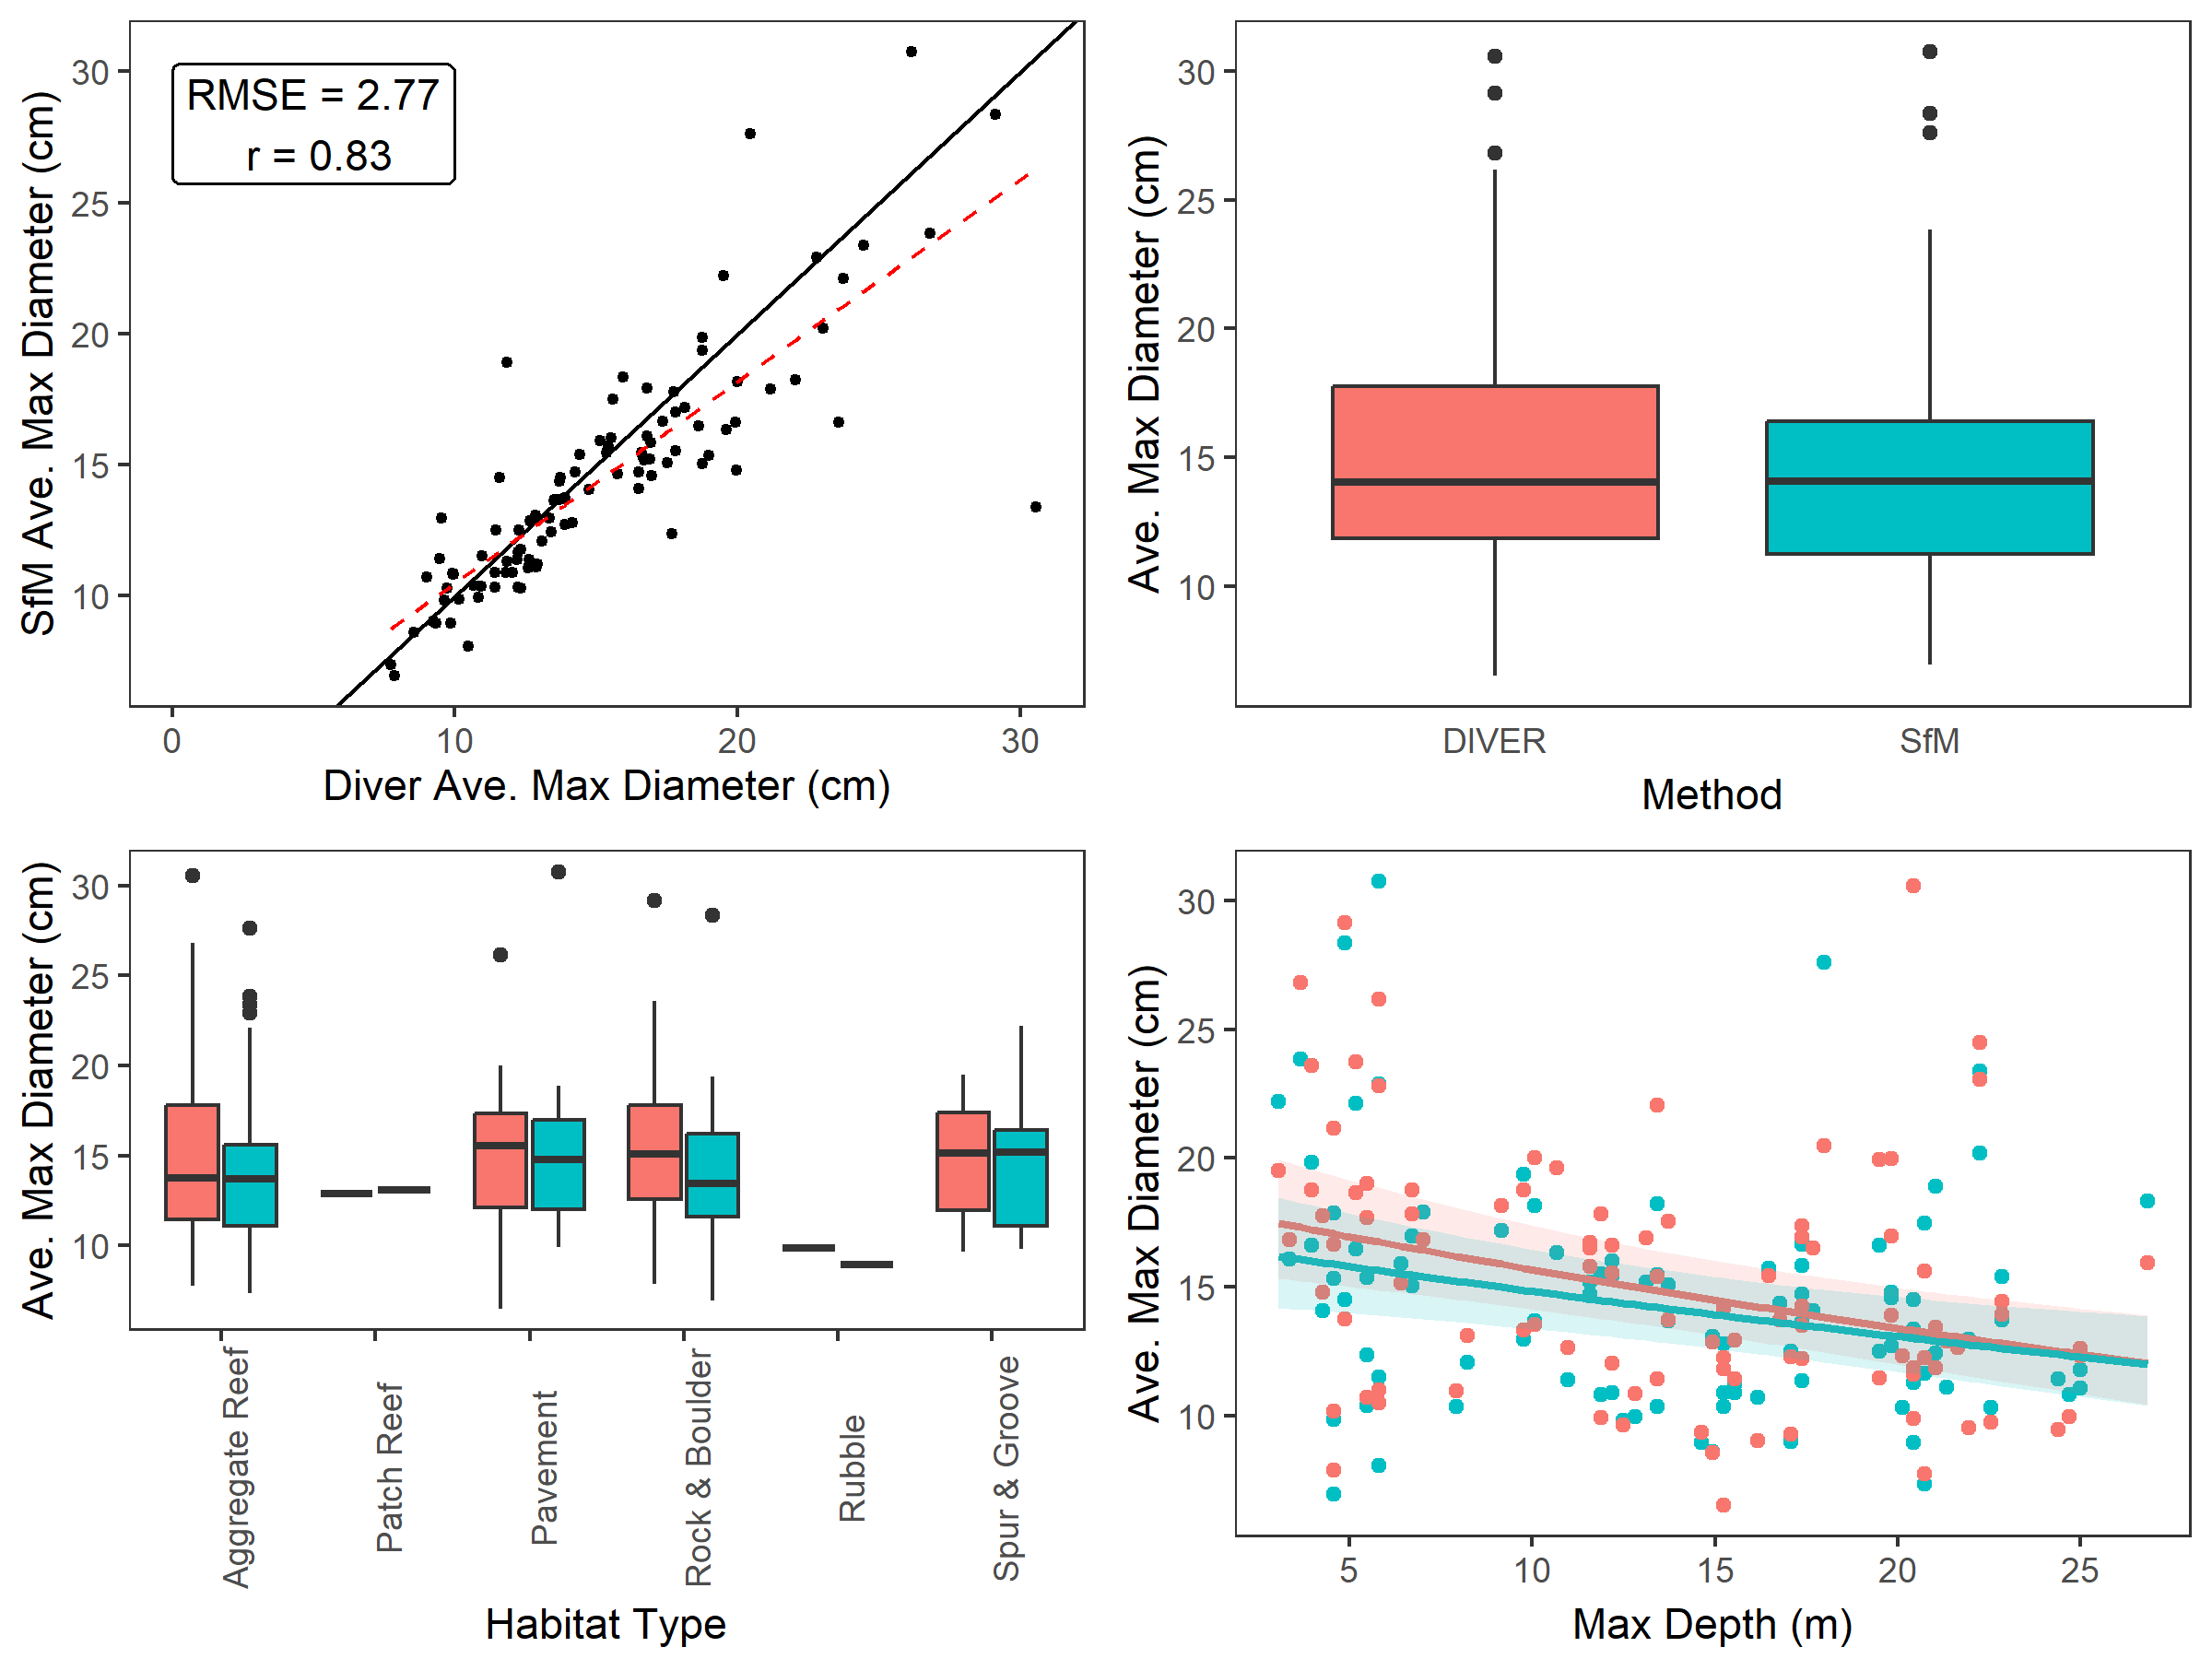 SfM Ave. Max Diameter (cm)
30
25
20
15
10
RMSE = 2.77
r = 0.83
0
10
20
30
Diver Ave. Max Diameter (cm)
Ave. Max Diameter (cm)
30
25
20
15
10
DIVER
SfM
Method
Ave. Max Diameter (cm)
30
25
20
15
10
Aggregate Reef
Patch Reef
Pavement
Rock & Boulder
Rubble
Spur & Groove
Habitat Type
Ave. Max Diameter (cm)
30
25
20
15
10
5
10
15
20
25
Max Depth (m)